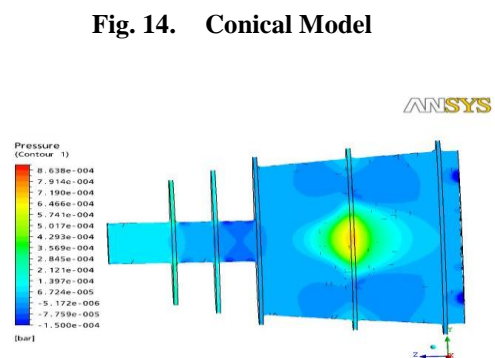 Fig. 14. Conical Model
ANSYS
Pressure
(Contour 1)
8.638e-004
7.914e-004
7.190e-004
6.466e-004
5.741e-004
5.017e-004
4.293e-004
3.569e-004
2.845e-004
2.121e-004
1.397e-004
6.724e-005
-5.172e-006
-7.759e-005
-1.500e-004
[bar]
Y
Z
X